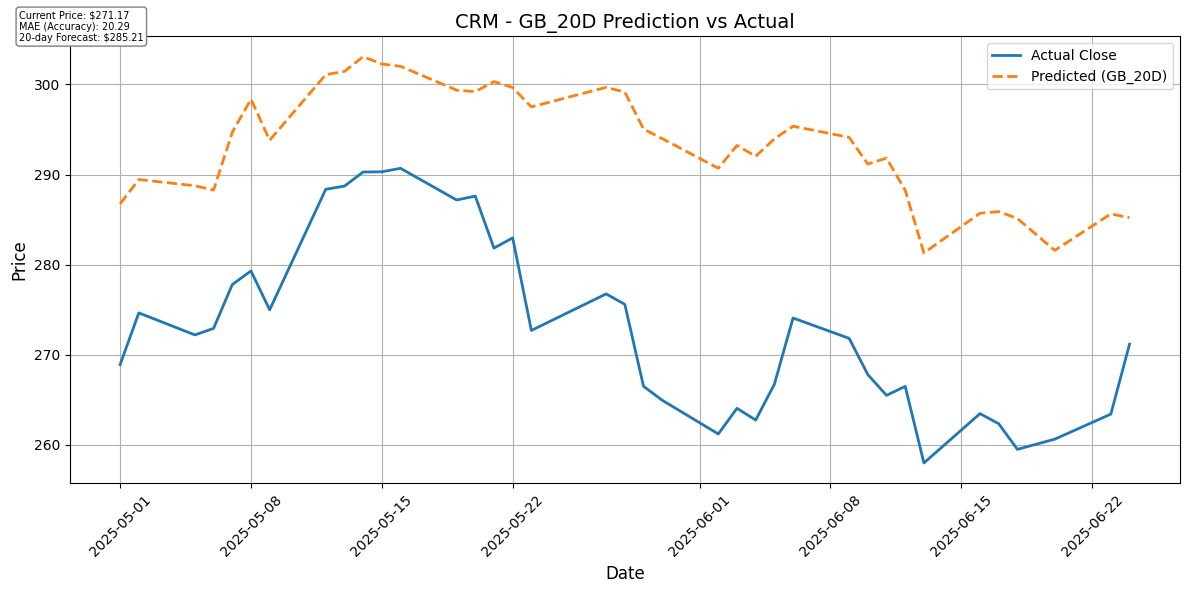 Current Price: $271.17
MAE (Accuracy): 20.29
20-day Forecast: $285.21
CRM - GB_20D Prediction vs Actual
Actual Close
Predicted (GB_20D)
Price
300
290
280
270
260
2025-05-01
2025-05-08
2025-05-15
2025-05-22
2025-06-01
2025-06-08
2025-06-15
2025-06-22
Date